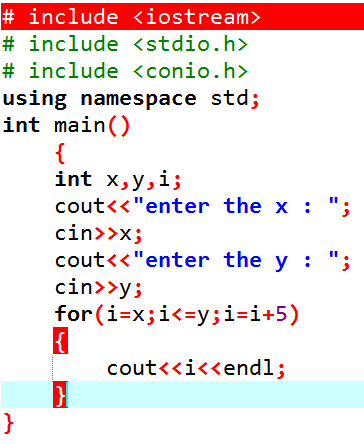 # include <iostream>
# include <stdio.h>
# include <conio.h>
using namespace std;
int main()
{
int x,y,i;
cout<<"enter the x : ";
cin>>x;
cout<<"enter the y : ";
cin>>y;
for(i=x;i<=y;i=i+5)
{
cout<<i<<endl;
}
}